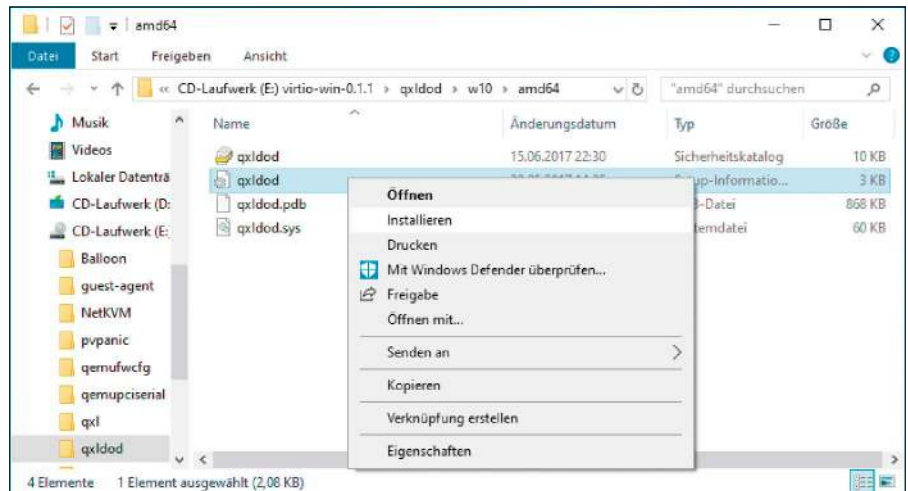 amd64
Datei Start Freigeben Ansicht
« CD-Laufwerk (E:) virtio-win-0.1.1 › qxldod › w10 › amd64 "amd64" durchsuchen
Musik
Videos
Lokaler Datenträ
CD-Laufwerk (D:
CD-Laufwerk (E:
Balloon
guest-agent
NetKVM
pvpanic
qemufwcfg
qemupciserial
qxl
qxldod
Name Änderungsdatum Typ Größe
qxldod 15.06.2017 22:30 Sicherheitskatalog 10 KB
qxldod up-Informatio... 3 KB
qxldod.pdb -Datei 868 KB
qxldod.sys temdatei 60 KB
Öffnen
Installieren
Drucken
Mit Windows Defender überprüfen...
Freigabe
Öffnen mit...
Senden an
Kopieren
Verknüpfung erstellen
Eigenschaften
4 Elemente 1 Element ausgewählt (2,08 KB)